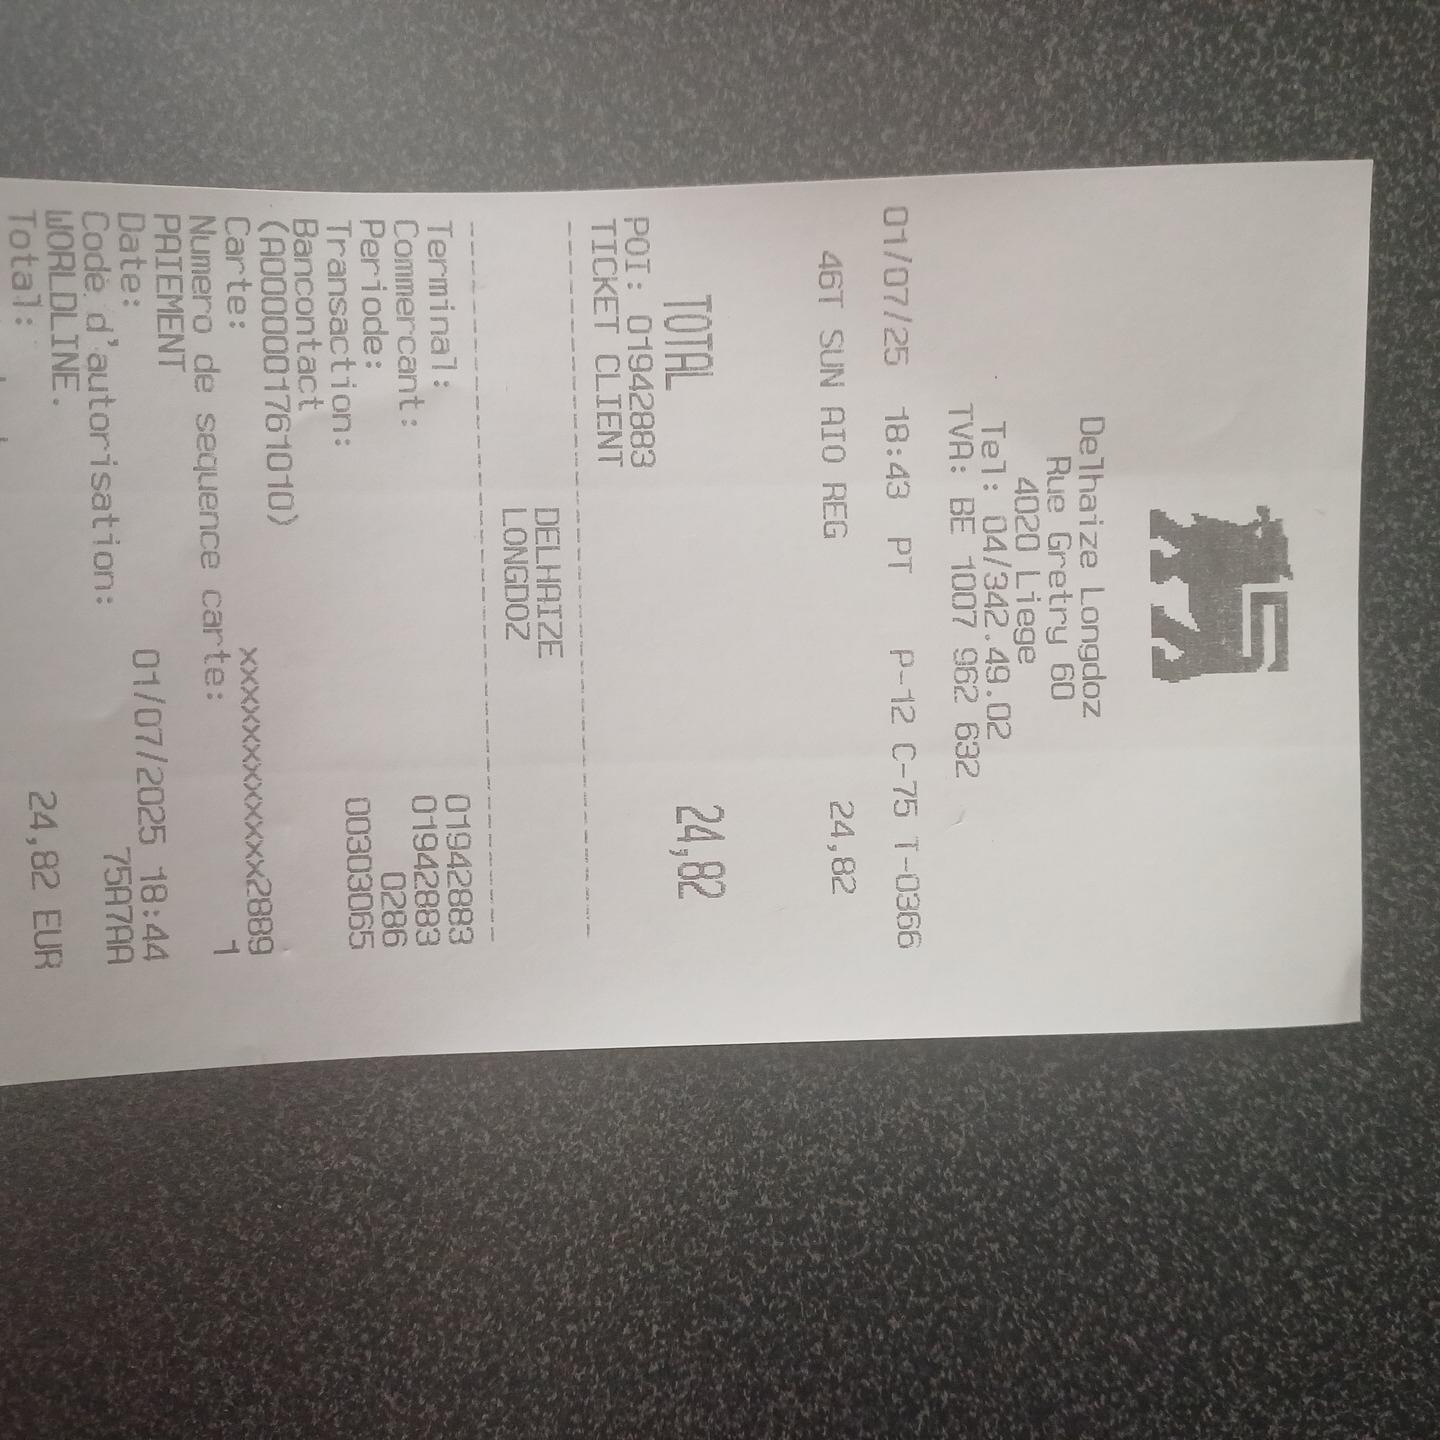 Delhaize Longdoz
Rue Gretry 60
4020 Liege
Tel: 04/342.49.02
TVA: BE 1007 962 632
01/07/25 18:43 PT P-12 C-75 T-0366
46T SUN AIO REG 24,82
TOTAL 24,82
POI: 01942883
TICKET CLIENT
DELHAIZE
LONGDOZ
Terminal: 01942883
Commercant: 01942883
Periode: 0286
Transaction: 00303065
Bancontact
(A0000001761010)
Carte: xxxxxxxxxxxxx2889
Numero de sequence carte: 1
PAIEMENT
Date: 01/07/2025 18:44
Code d'autorisation: 75A7AA
WORLDLINE.
Total: 24,82 EUR